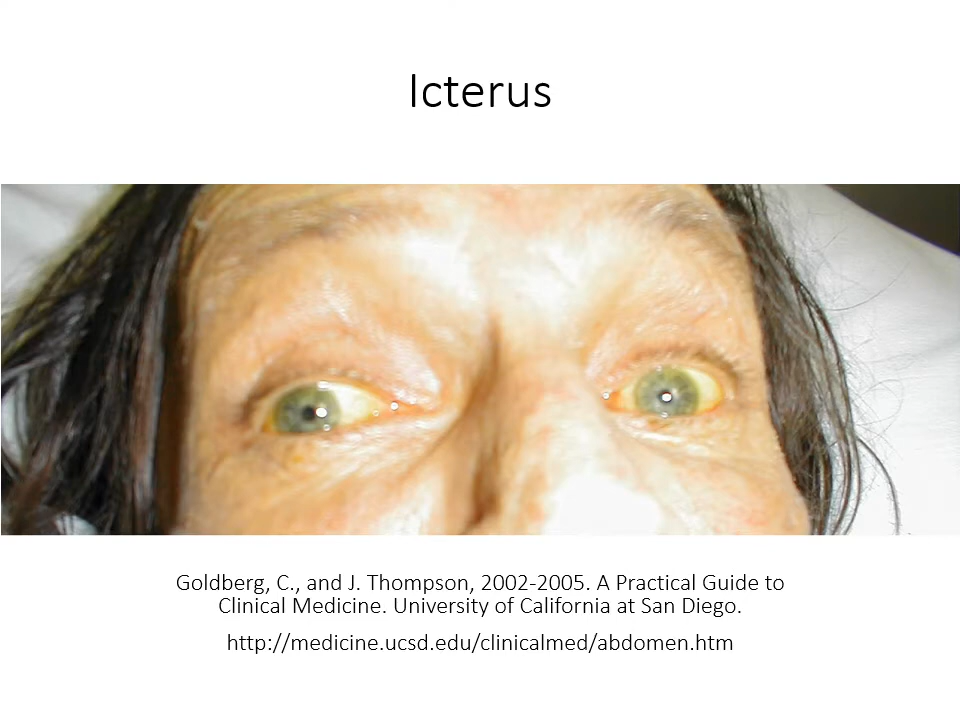 Icterus
Goldberg, C., and J. Thompson, 2002-2005. A Practical Guide to
Clinical Medicine. University of California at San Diego.
http://medicine.ucsd.edu/clinicalmed/abdomen.htm